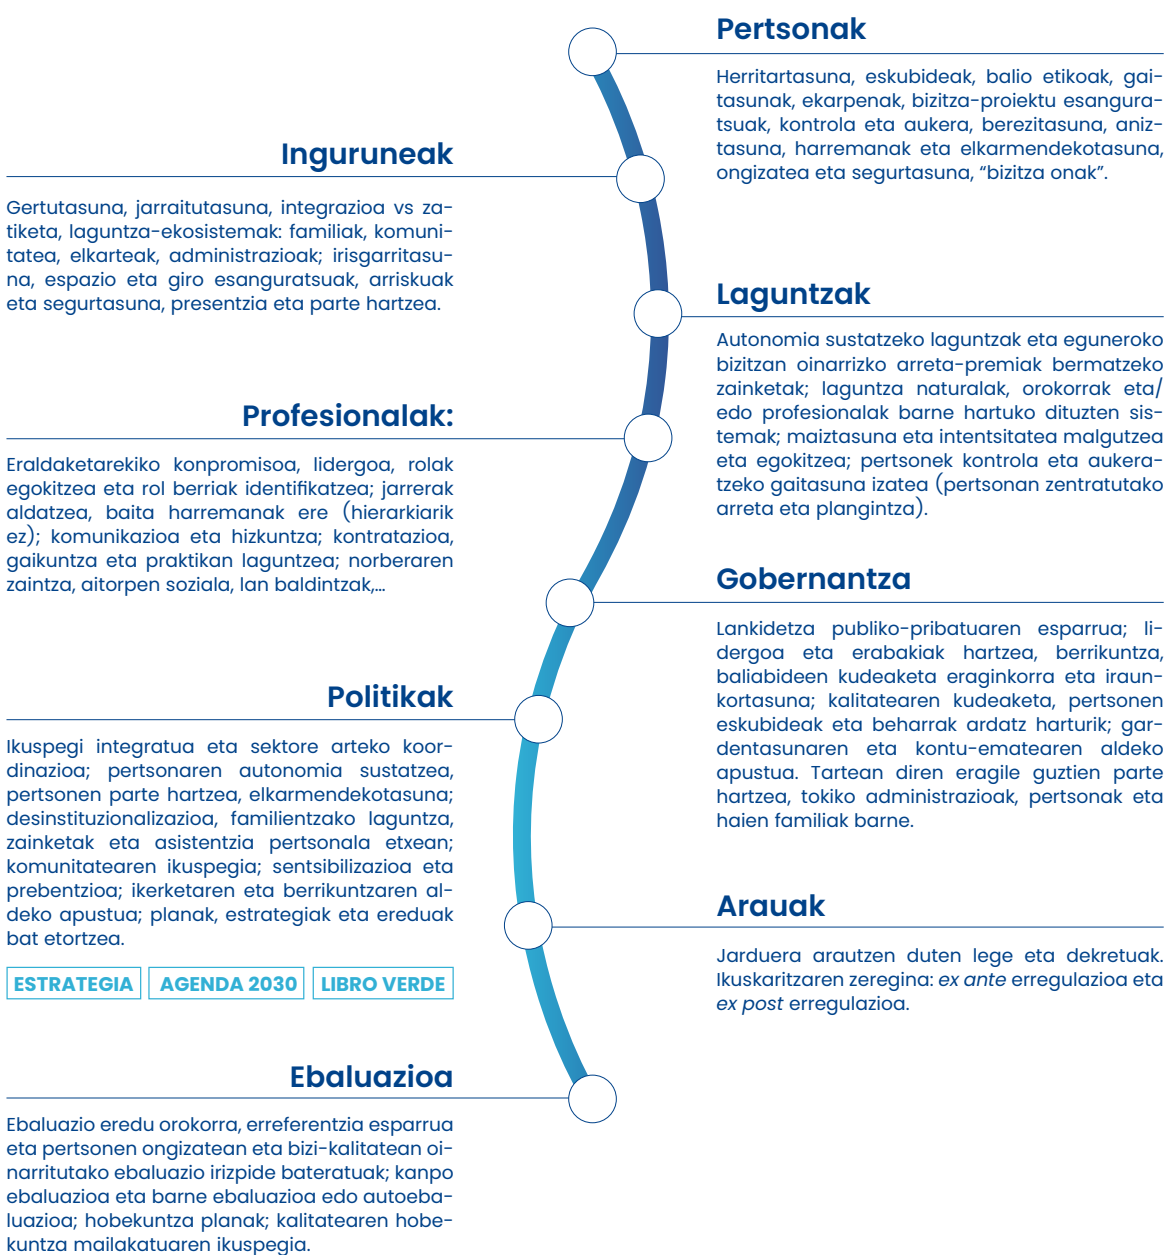 Pertsonak
Herritartasuna, eskubideak, balio etikoak, gai-
tasunak, ekarpenak, bizitza-proiektu esangura-
tsuak, kontrola eta aukera, berezitasuna, aniz-
tasuna, harremanak eta elkarmendekotasuna,
ongizatea eta segurtasuna, “bizitza onak”.
Inguruneak
Gertutasuna, jarraitutasuna, integrazioa vs za-
tiketa, laguntza-ekosistemak: familiak, komuni-
tatea, elkarteak, administrazioak; irisgarritasu-
na, espazio eta giro esanguratsuak, arriskuak
eta segurtasuna, presentzia eta parte hartzea.
Laguntzak
Autonomia sustatzeko laguntzak eta eguneroko
bizitzan oinarrizko arreta-premiak bermatzeko
zainketak; laguntza naturalak, orokorrak eta/
edo profesionalak barne hartuko dituzten sis-
temak; maiztasuna eta intentsitatea malgutzea
eta egokitzea; pertsonek kontrola eta aukera-
tzeko gaitasuna izatea (pertsonan zentratutako
arreta eta plangintza).
Profesionalak:
Eraldaketarekiko konpromisoa, lidergoa, rolak
egokitzea eta rol berriak identifikatzea; jarrerak
aldatzea, baita harremanak ere (hierarkiarik
ez); komunikazioa eta hizkuntza; kontratazioa,
gaikuntza eta praktikan laguntzea; norberaren
zaintza, aitorpen soziala, lan baldintzak,...
Gobernantza
Lankidetza publiko-pribatuaren esparrua; li-
dergoa eta erabakiak hartzea, berrikuntza,
baliabideen kudeaketa eraginkorra eta iraun-
kortasuna; kalitatearen kudeaketa, pertsonen
eskubideak eta beharrak ardatz harturik; gar-
dentasunaren eta kontu-ematearen aldeko
apustua. Tartean diren eragile guztien parte
hartzea, tokiko administrazioak, pertsonak eta
haien familiak barne.
Politikak
Ikuspegi integratua eta sektore arteko koor-
dinazioa; pertsonaren autonomia sustatzea,
pertsonen parte hartzea, elkarmendekotasuna;
desinstituzionalizazioa, familientzako laguntza,
zainketak eta asistentzia pertsonala etxean;
komunitatearen ikuspegia; sentsibilizazioa eta
prebentzioa; ikerketaren eta berrikuntzaren al-
deko apustua; planak, estrategiak eta ereduak
bat etortzea.
ESTRATEGIA AGENDA 2030 LIBRO VERDE
Arauak
Jarduera arautzen duten lege eta dekretuak.
Ikuskaritzaren zeregina: ex ante erregulazioa eta
ex post erregulazioa.
Ebaluazioa
Ebaluazio eredu orokorra, erreferentzia esparrua
eta pertsonen ongizatean eta bizi-kalitatean oi-
narritutako ebaluazio irizpide bateratuak; kanpo
ebaluazioa eta barne ebaluazioa edo autoeba-
luazioa; hobekuntza planak; kalitatearen hobe-
kuntza mailakatuaren ikuspegia.